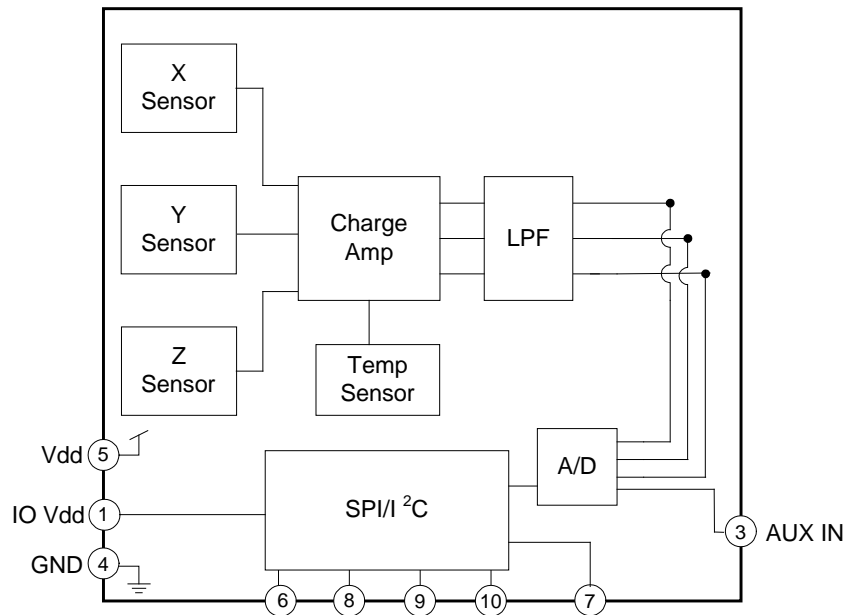 X
Sensor
Y
Sensor
Z
Sensor
Charge
Amp
LPF
Temp
Sensor
Vdd 5
IO Vdd 1
GND 4
SPI/I ²C
A/D
3 AUX IN
6 8 9 10 7